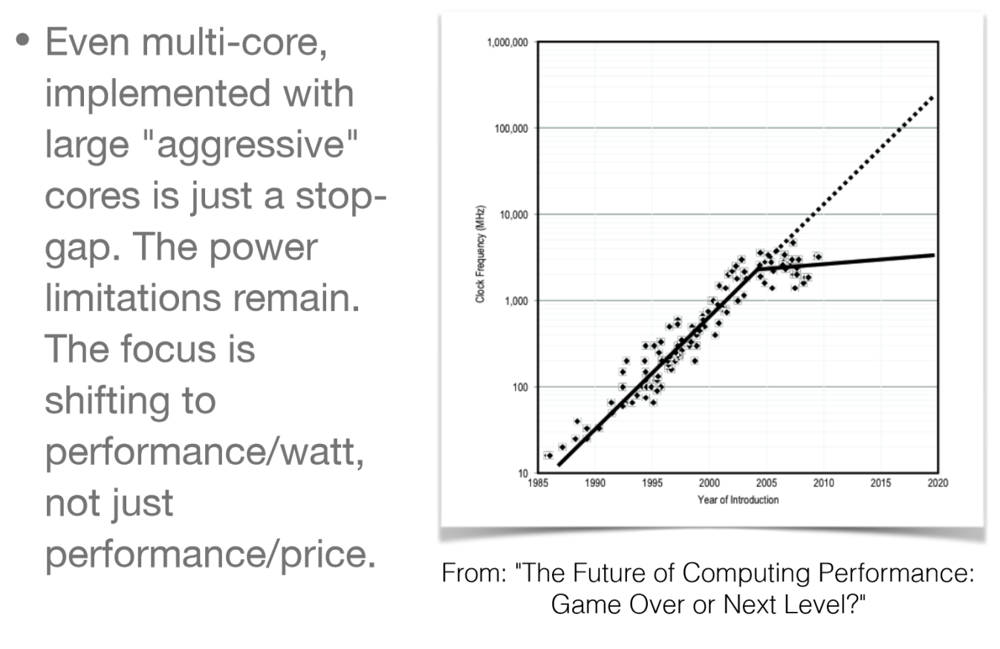 • Even multi-core,
implemented with
large "aggressive"
cores is just a stop-
gap. The power
limitations remain.
The focus is
shifting to
performance/watt,
not just
performance/price.
1,000,000
100,000
10,000
1,000
100
10
Clock Frequency (MHz)
1985 1990 1995 2000 2005 2010 2015 2020
Year of Introduction
From: "The Future of Computing Performance:
Game Over or Next Level?"